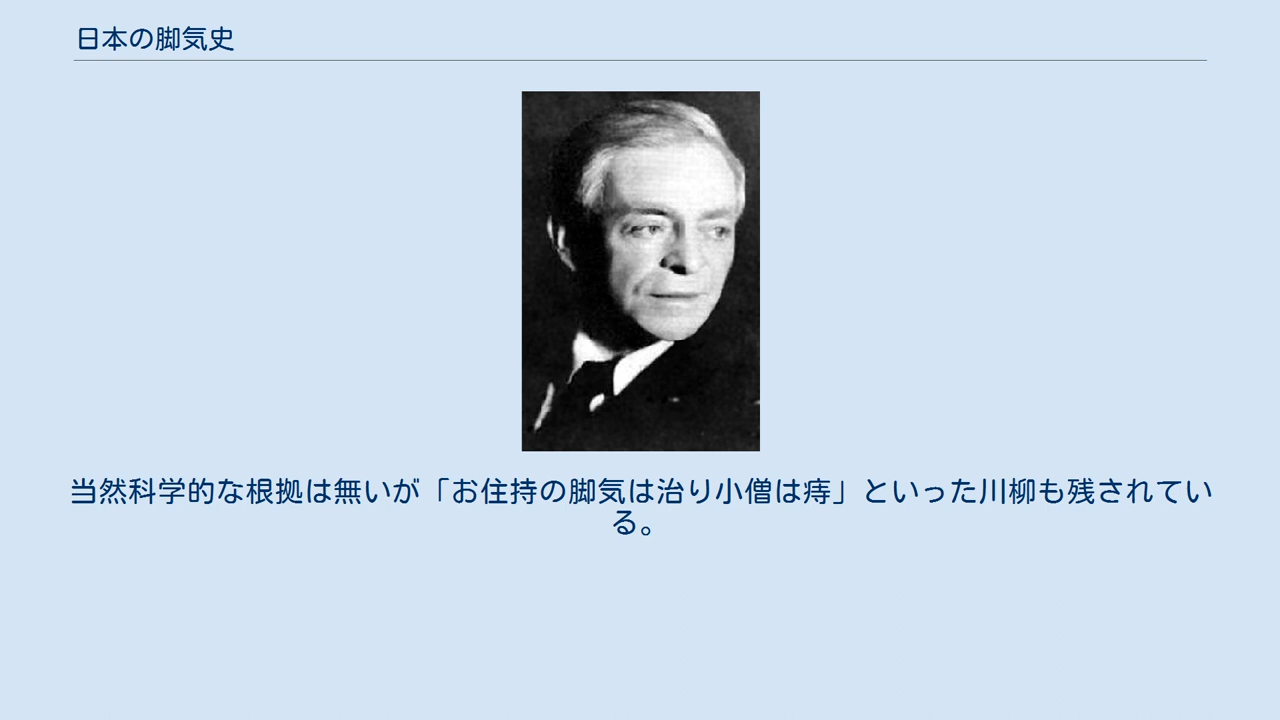 日本の脚気史
当然科学的な根拠は無いが「お住持の脚気は治り小僧は痔」といった川柳も残されてい
る。